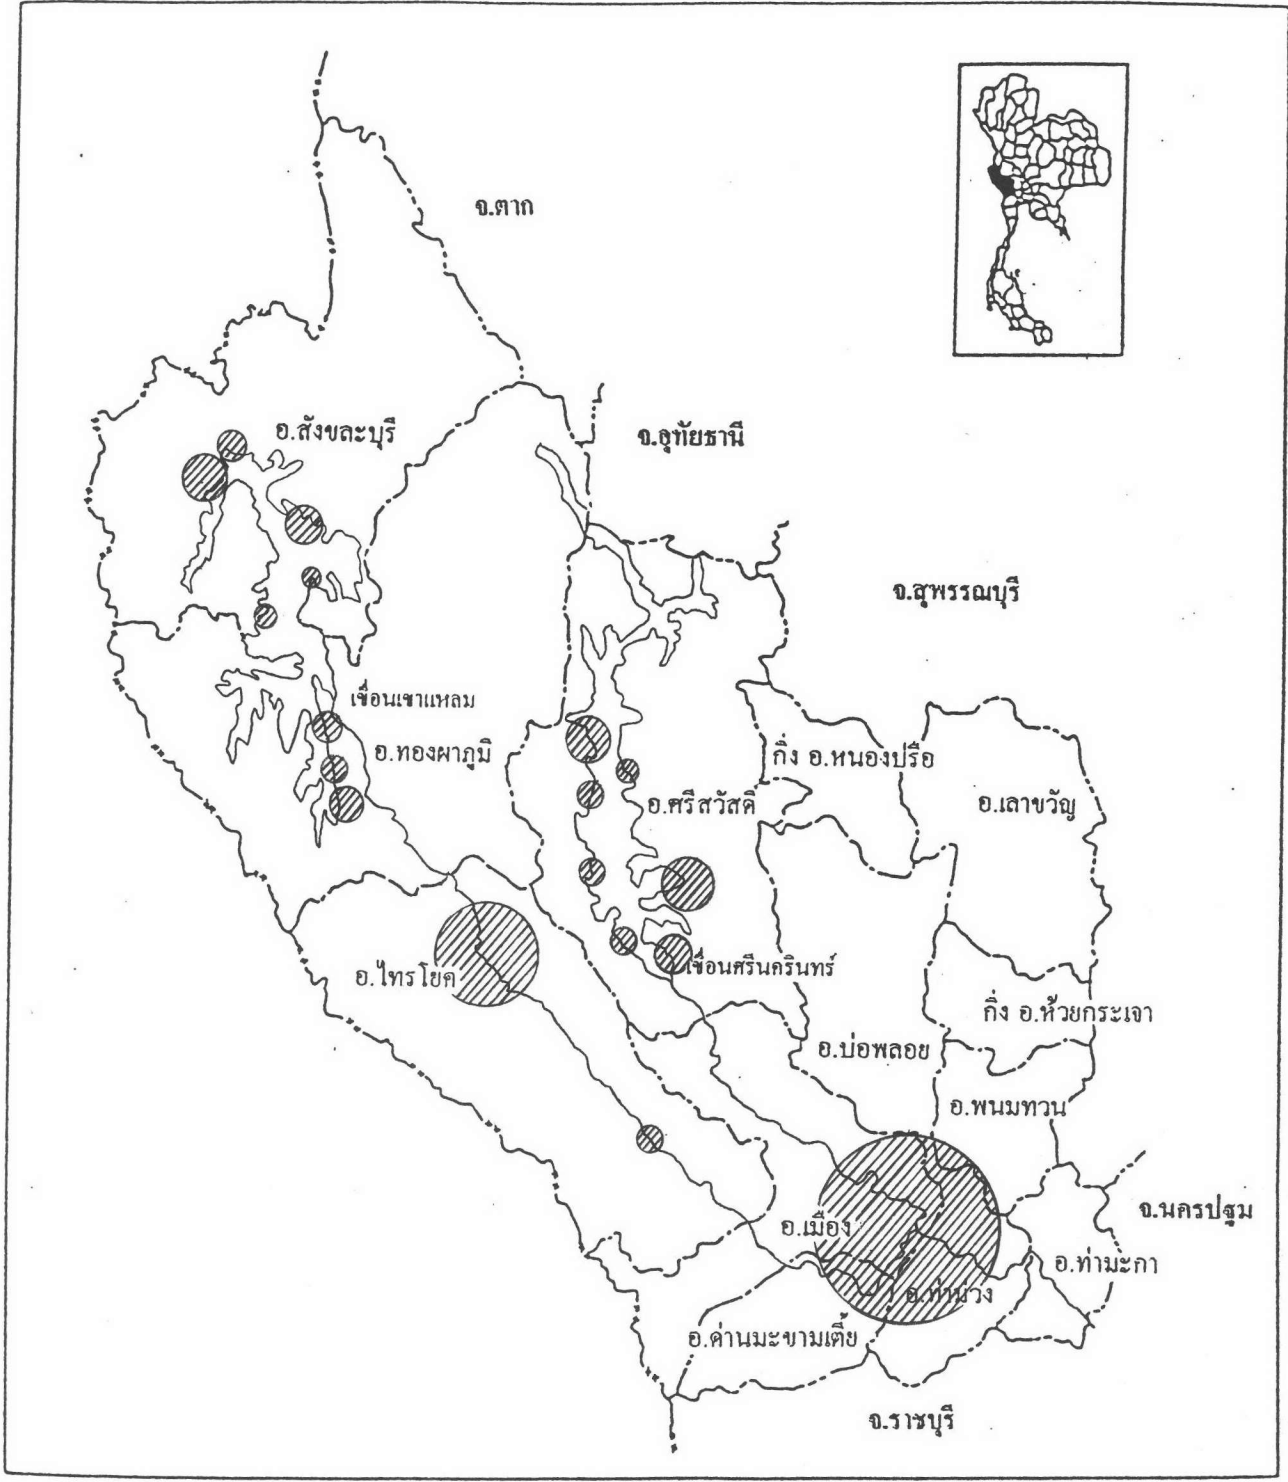 จ.ตาก
อ.สังขละบุรี
จ.อุทัยธานี
จ.สุพรรณบุรี
เขื่อนเขาแหลม
อ.ทองผาภูมิ
กิ่ง อ.หนองปรือ
อ.ศรีสวัสดิ์
อ.เลาขวัญ
อ.ไทรโยค
เขื่อนศรีนครินทร์
กิ่ง อ.ห้วยกระเจา
อ.บ่อพลอย
อ.พนมทวน
จ.นครปฐม
อ.เมือง
อ.ท่ามะกา
อ.ท่าม่วง
อ.ด่านมะขามเตี้ย
จ.ราชบุรี